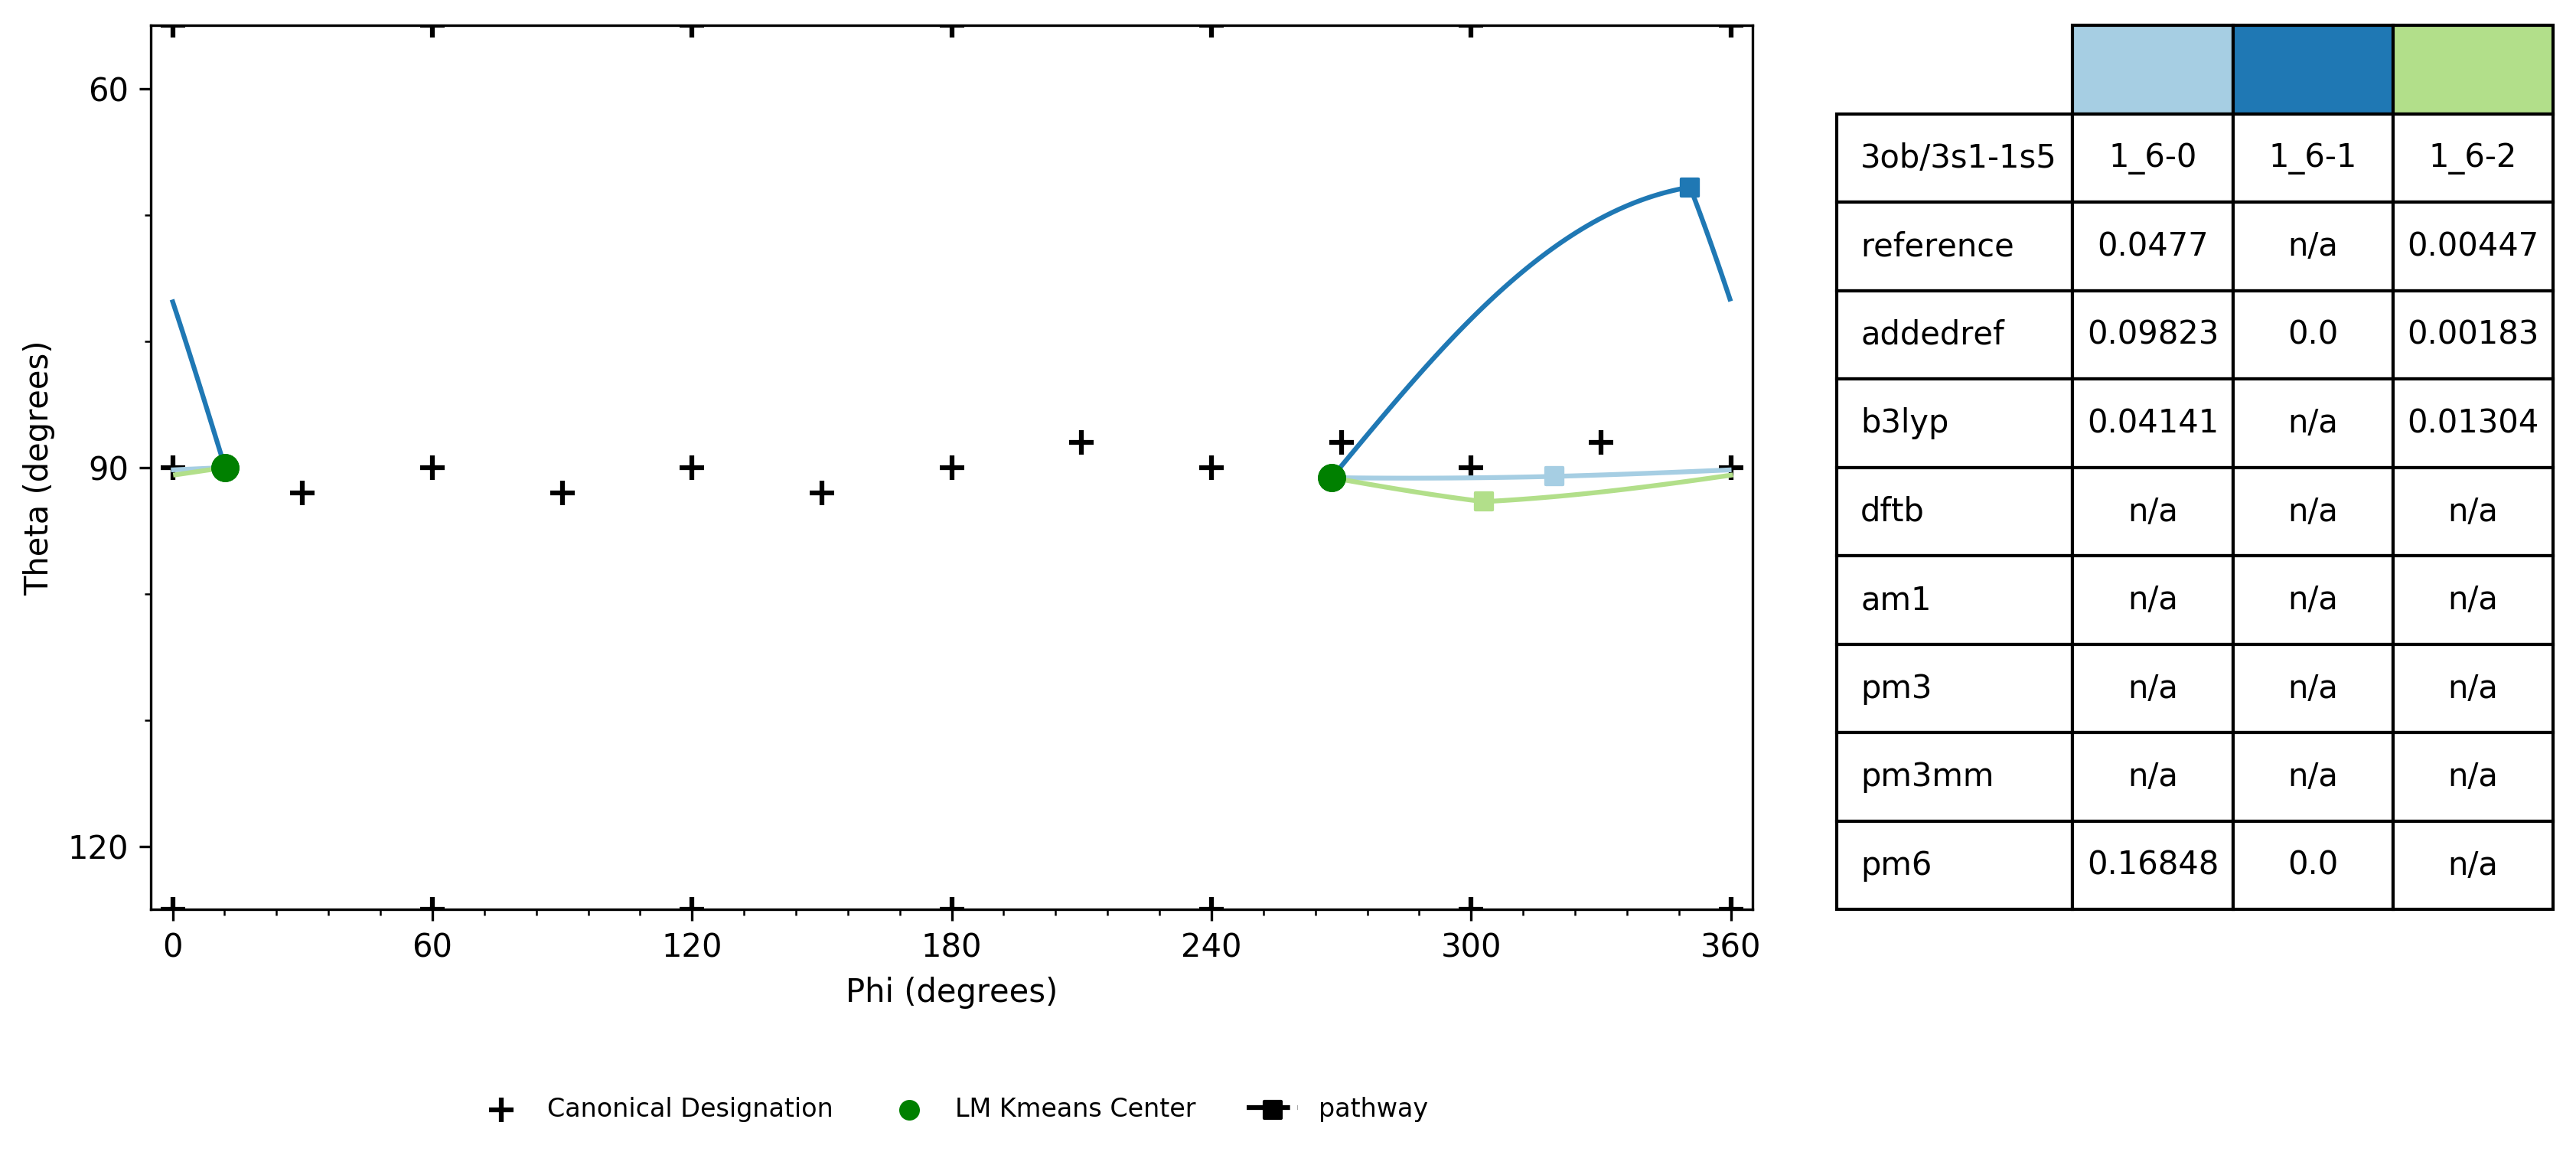 60
90
120
Theta (degrees)
0 60 120 180 240 300 360
Phi (degrees)
Canonical Designation LM Kmeans Center pathway
3ob/3s1-1s5 1_6-0 1_6-1 1_6-2
reference 0.0477 n/a 0.00447
addedref 0.09823 0.0 0.00183
b3lyp 0.04141 n/a 0.01304
dftb n/a n/a n/a
am1 n/a n/a n/a
pm3 n/a n/a n/a
pm3mm n/a n/a n/a
pm6 0.16848 0.0 n/a